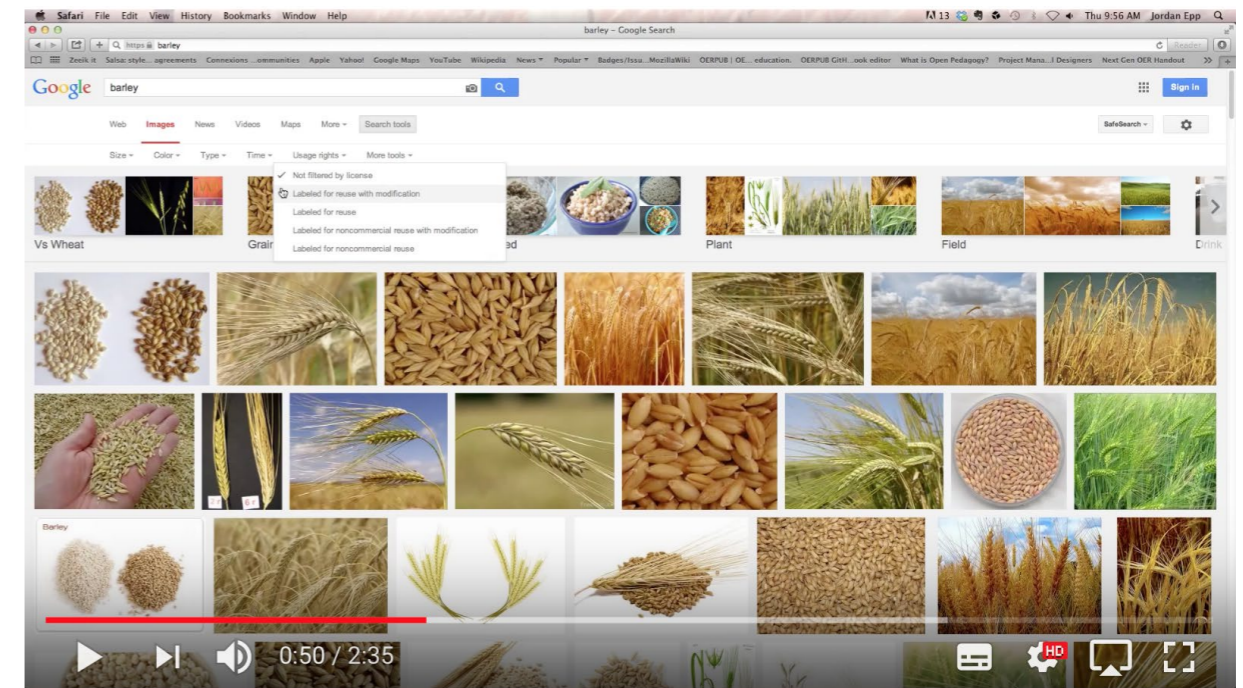 Safari File Edit View History Bookmarks Window Help 13 Thu 9:56 AM Jordan Epp
barley – Google Search
https barley Reader
Zeeik it Salsa: style... agreements Connexions ...ommunities Apple Yahoo! Google Maps YouTube Wikipedia News Popular Badges/Issu...MozillaWiki OERPUB | OE... education. OERPUB GitH...ook editor What is Open Pedagogy? Project Mana...l Designers Next Gen OER Handout
Google barley Sign in
Web Images News Videos Maps More Search tools SafeSearch
Size Color Type Time Usage rights More tools
Not filtered by license
Labeled for reuse with modification
Labeled for reuse
Labeled for noncommercial reuse with modification
Labeled for noncommercial reuse
Vs Wheat Grain ed Plant Field Drink
Barley
0:50 / 2:35 HD